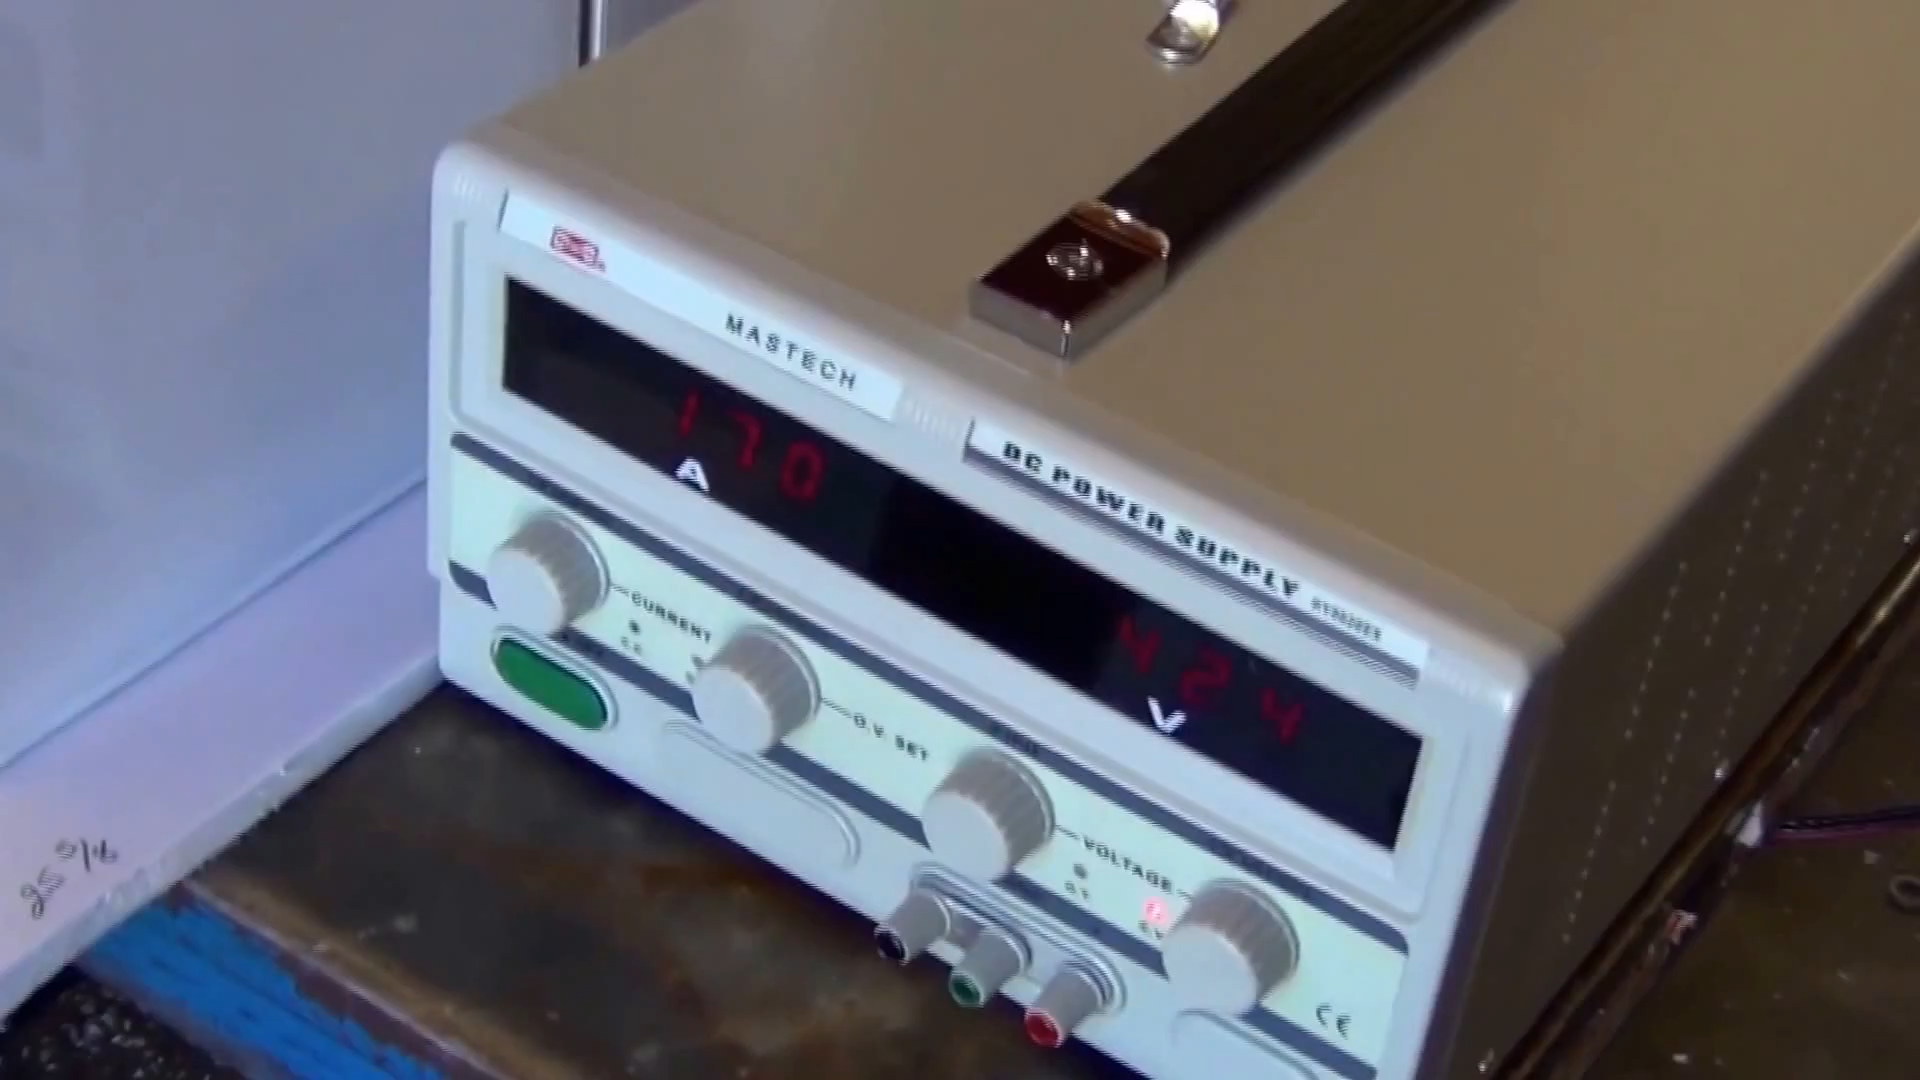 MASTECH
DC POWER SUPPLY
170
A
424
V
CURRENT
C.C
O.V. SET
VOLTAGE
C.V
CE